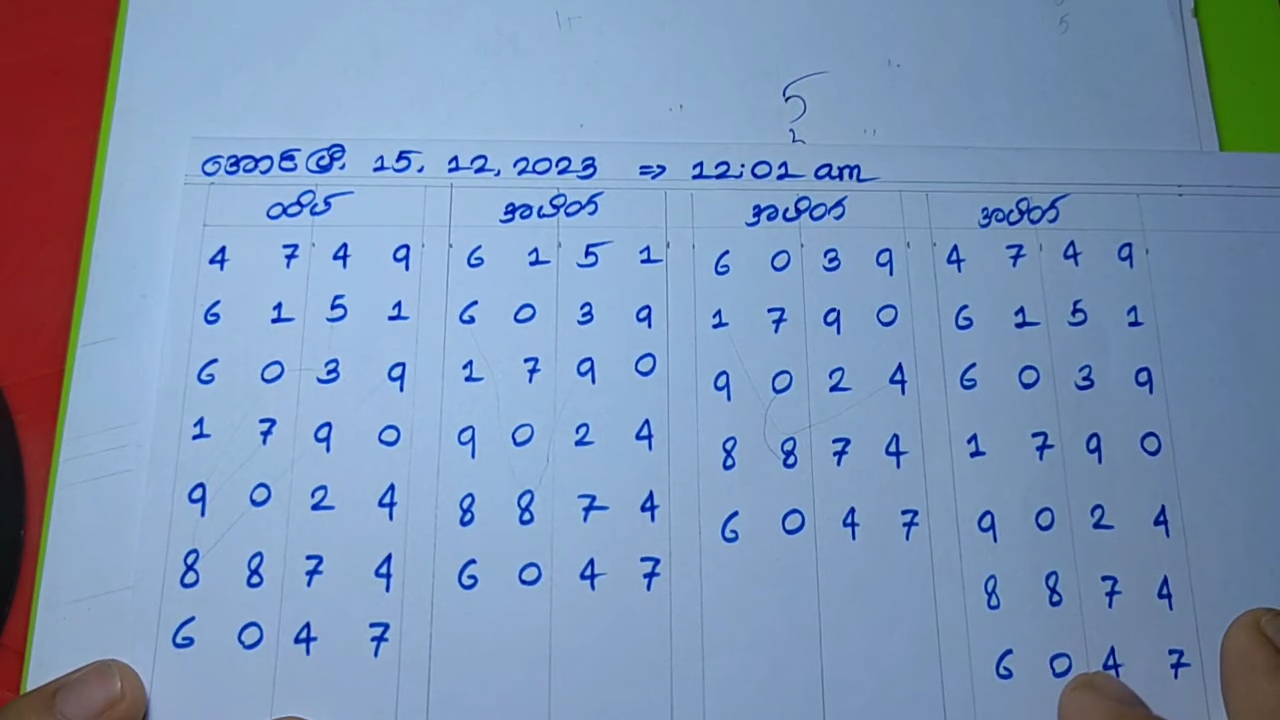 5
2
15. 12, 2023 ⇒ 12:01 am
4 7 4 9 6 1 5 1 6 0 3 9 4 7 4 9
6 1 5 1 6 0 3 9 1 7 9 0 6 1 5 1
6 0 3 9 1 7 9 0 9 0 2 4 6 0 3 9
1 7 9 0 9 0 2 4 8 8 7 4 1 7 9 0
9 0 2 4 8 8 7 4 6 0 4 7 9 0 2 4
8 8 7 4 6 0 4 7 8 8 7 4
6 0 4 7 6 0 4 7